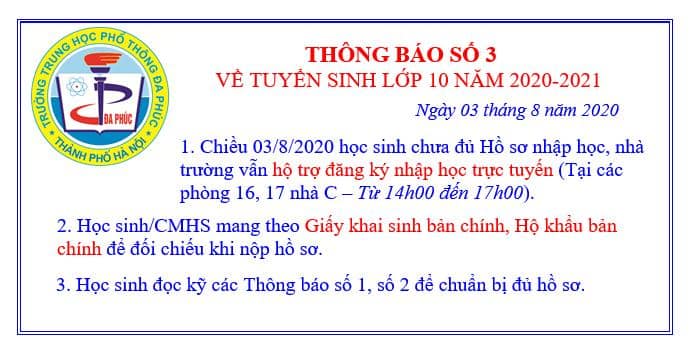 TRƯỜNG TRUNG HỌC PHỔ THÔNG ĐA PHÚC
ĐA PHÚC
THÀNH PHỐ HÀ NỘI
THÔNG BÁO SỐ 3
VỀ TUYỂN SINH LỚP 10 NĂM 2020-2021
Ngày 03 tháng 8 năm 2020
1. Chiều 03/8/2020 học sinh chưa đủ Hồ sơ nhập học, nhà
trường vẫn hộ trợ đăng ký nhập học trực tuyến (Tại các
phòng 16, 17 nhà C – Từ 14h00 đến 17h00).
2. Học sinh/CMHS mang theo Giấy khai sinh bản chính, Hộ khẩu bản
chính để đối chiếu khi nộp hồ sơ.
3. Học sinh đọc kỹ các Thông báo số 1, số 2 để chuẩn bị đủ hồ sơ.